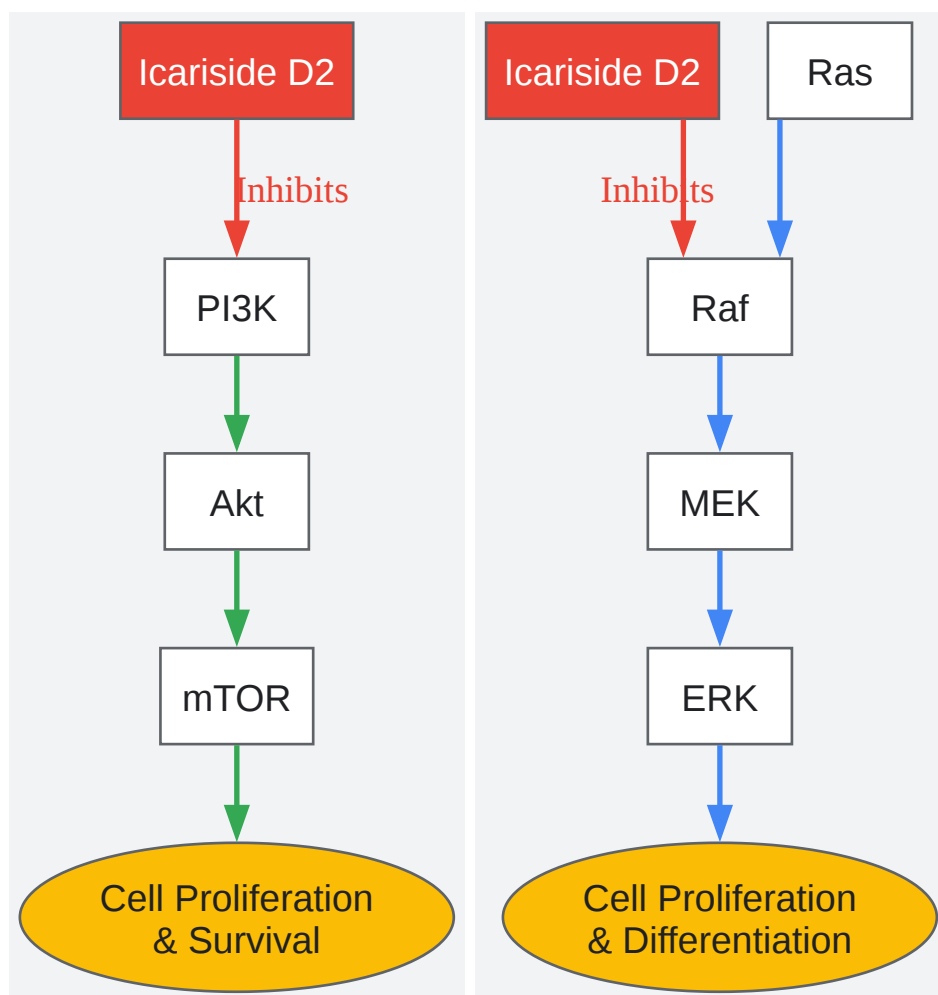 Icariside D2
Inhibits
PI3K
Akt
mTOR
Cell Proliferation
& Survival
Icariside D2
Ras
Inhibits
Raf
MEK
ERK
Cell Proliferation
& Differentiation